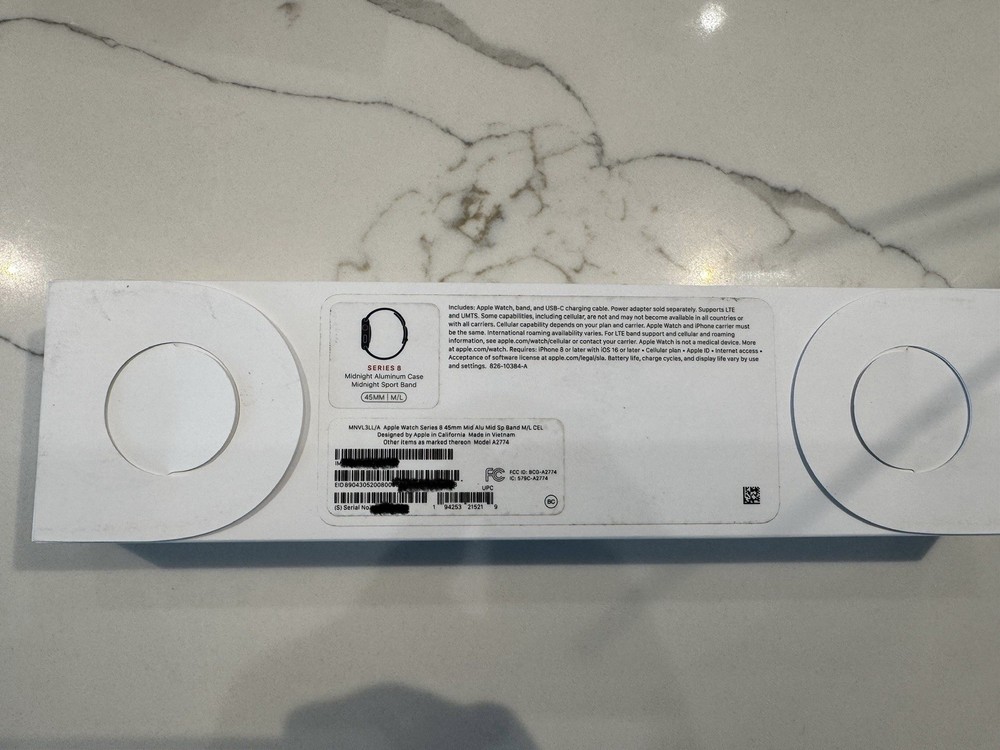 SERIES 8
Midnight Aluminum Case
Midnight Sport Band
45MM | M/L
Includes: Apple Watch, band, and USB-C charging cable. Power adapter sold separately. Supports LTE
and UMTS. Some capabilities, including cellular, are not and may not become available in all countries or
with all carriers. Cellular capability depends on your plan and carrier. Apple Watch and iPhone carrier must
be the same. International roaming availability varies. For LTE band support and cellular and roaming
information, see apple.com/watch/cellular or contact your carrier. Apple Watch is not a medical device. More
at apple.com/watch. Requires: iPhone 8 or later with iOS 16 or later • Cellular plan • Apple ID • Internet access •
Acceptance of software license at apple.com/legal/sla. Battery life, charge cycles, and display life vary by use
and settings. 826-10384-A
MNVL3LL/A Apple Watch Series 8 45mm Mid Alu Mid Sp Band M/L CEL
Designed by Apple in California Made in Vietnam
Other items as marked thereon Model A2774
EID 8904305200800
(S) Serial No.
UPC
1 94253 21521 9
FC
FCC ID: BCG-A2774
IC: 579C-A2774
BC